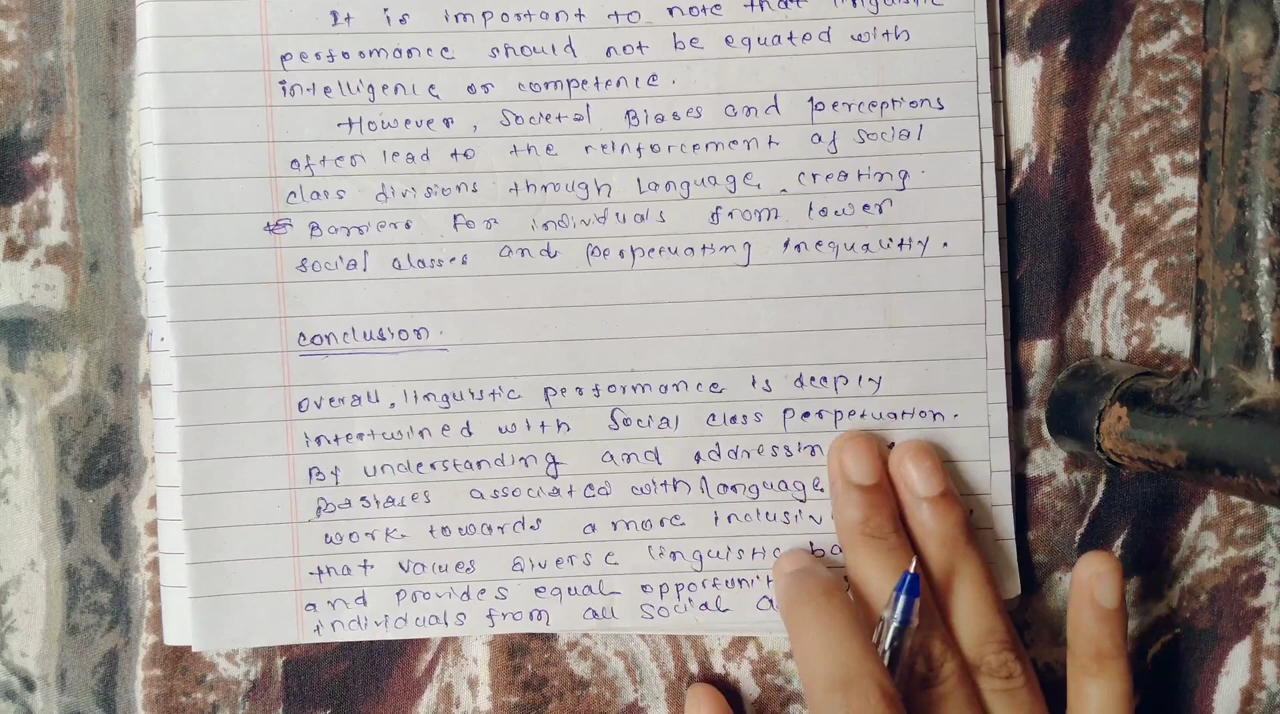 It is important to note that linguistic
performance should not be equated with
intelligence or competence.
However, Societal Biases and perceptions
often lead to the reinforcement of social
class divisions through language, creating.
Barriers for individuals from lower
social classes and perpetuating inequality.
conclusion.
overall, linguistic performance is deeply
intertwined with Social class perpetuation.
By understanding and addressin
associated with language
work towards a more inclusiv
that values diverse linguistic ba
and provides equal opportunit
individuals from all social